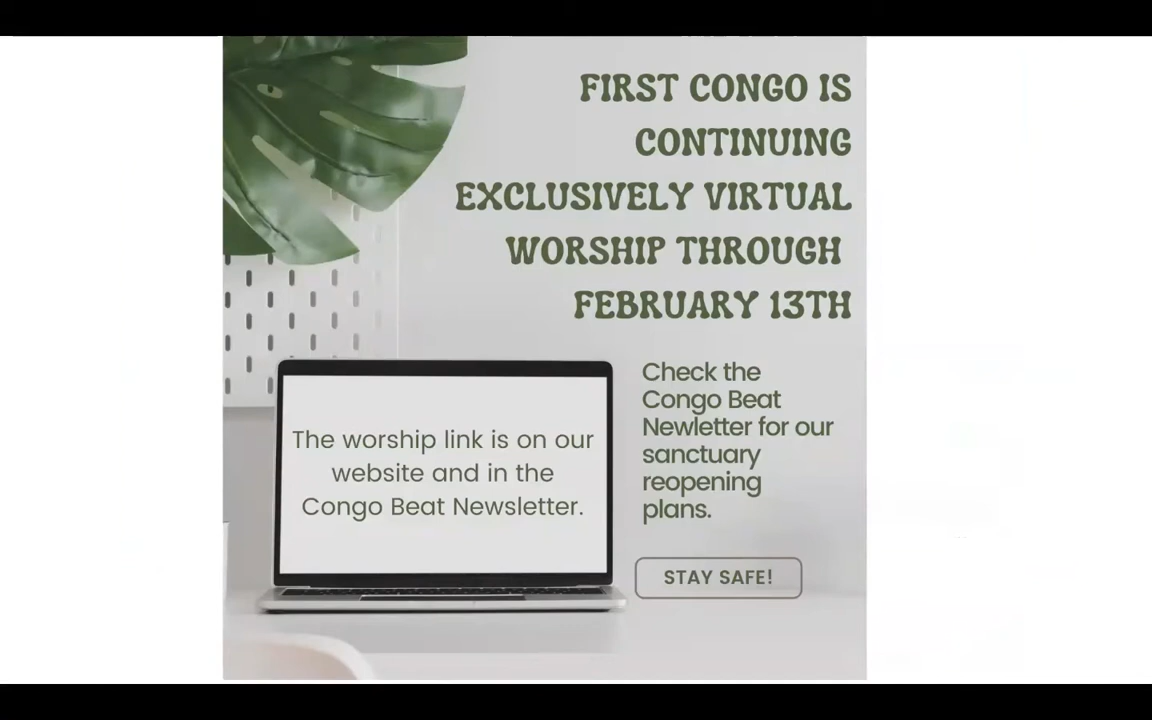 FIRST CONGO IS
CONTINUING
EXCLUSIVELY VIRTUAL
WORSHIP THROUGH
FEBRUARY 13TH
Check the
Congo Beat
Newletter for our
sanctuary
reopening
plans.
The worship link is on our
website and in the
Congo Beat Newsletter.
STAY SAFE!